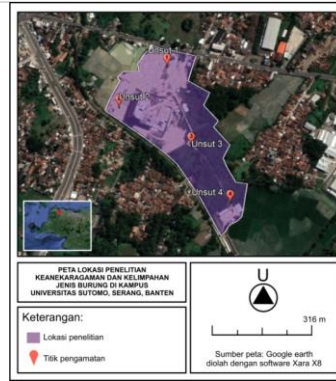 Unsut 1
Unsut 2
Unsut 3
Unsut 4
PETA LOKASI PENELITIAN
KEANEKARAGAMAN DAN KELIMPAHAN
JENIS BURUNG DI KAMPUS
UNIVERSITAS SUTOMO, SERANG, BANTEN
Keterangan:
Lokasi penelitian
Titik pengamatan
U
316 m
Sumber peta: Google earth
diolah dengan software Xara X8